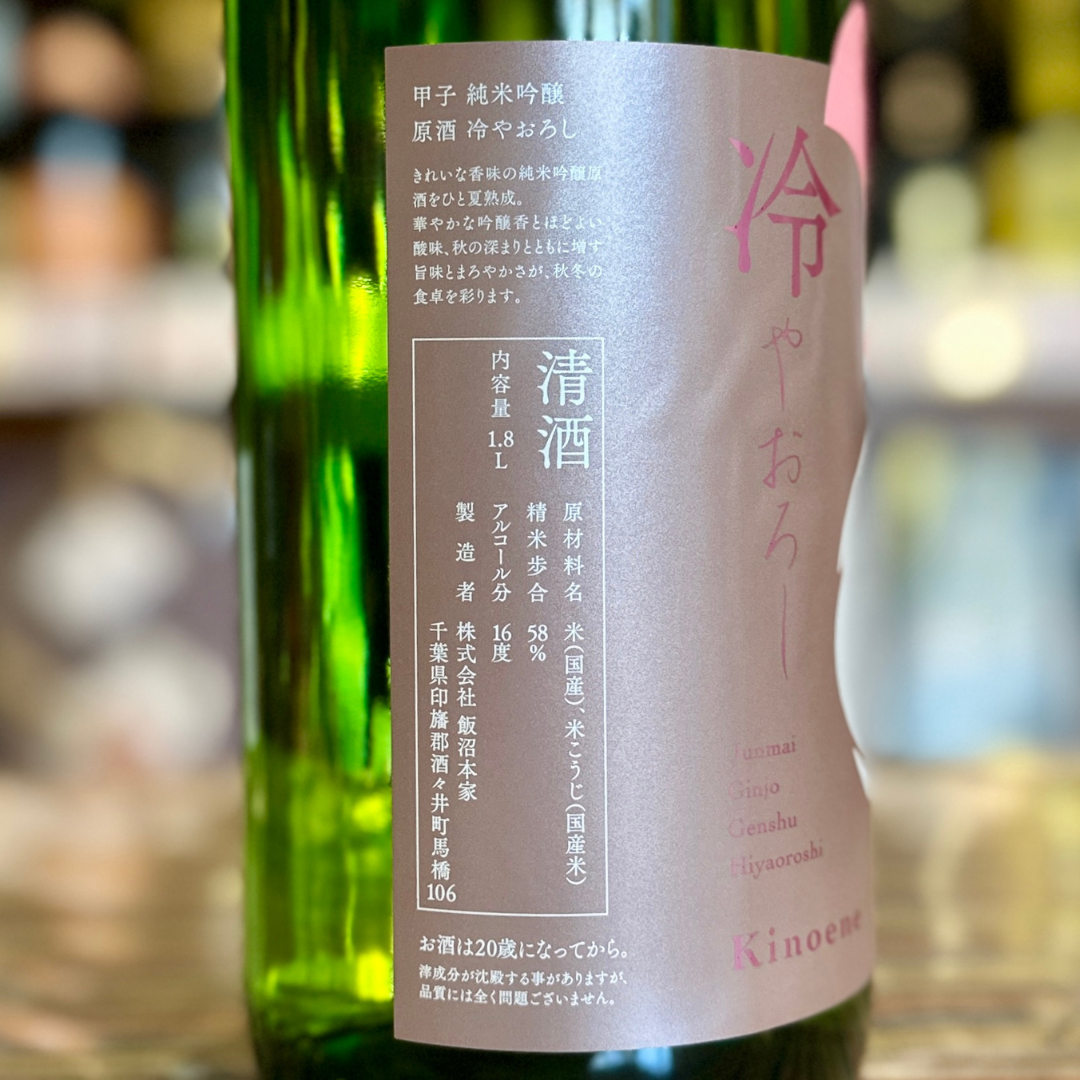 甲子 純米吟醸
原酒 冷やおろし
きれいな香味の純米吟醸原
酒をひと夏熟成。
華やかな吟醸香とほどよい
酸味、秋の深まりとともに増す
旨味とまろやかさが、秋冬の
食卓を彩ります。
清酒
内容量 1.8L
原材料名 米(国産)、米こうじ(国産米)
精米歩合 58%
アルコール分 16度
製造者 株式会社 飯沼本家
千葉県印旛郡酒々井町馬橋106
お酒は20歳になってから。
滓成分が沈殿する事がありますが、
品質には全く問題ございません。
冷やおろし
Junmai
Ginjo
Genshu
Hiyaoroshi
Kinoene